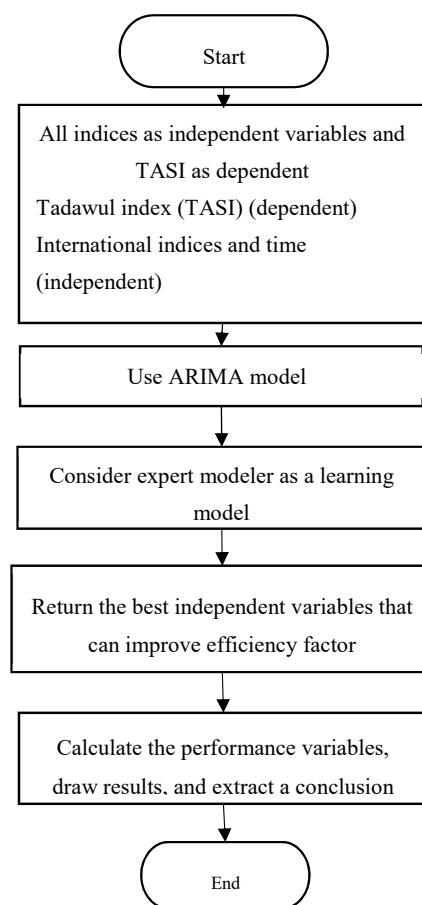 Start
All indices as independent variables and
TASI as dependent
Tadawul index (TASI) (dependent)
International indices and time
(independent)
Use ARIMA model
Consider expert modeler as a learning
model
Return the best independent variables that
can improve efficiency factor
Calculate the performance variables,
draw results, and extract a conclusion
End